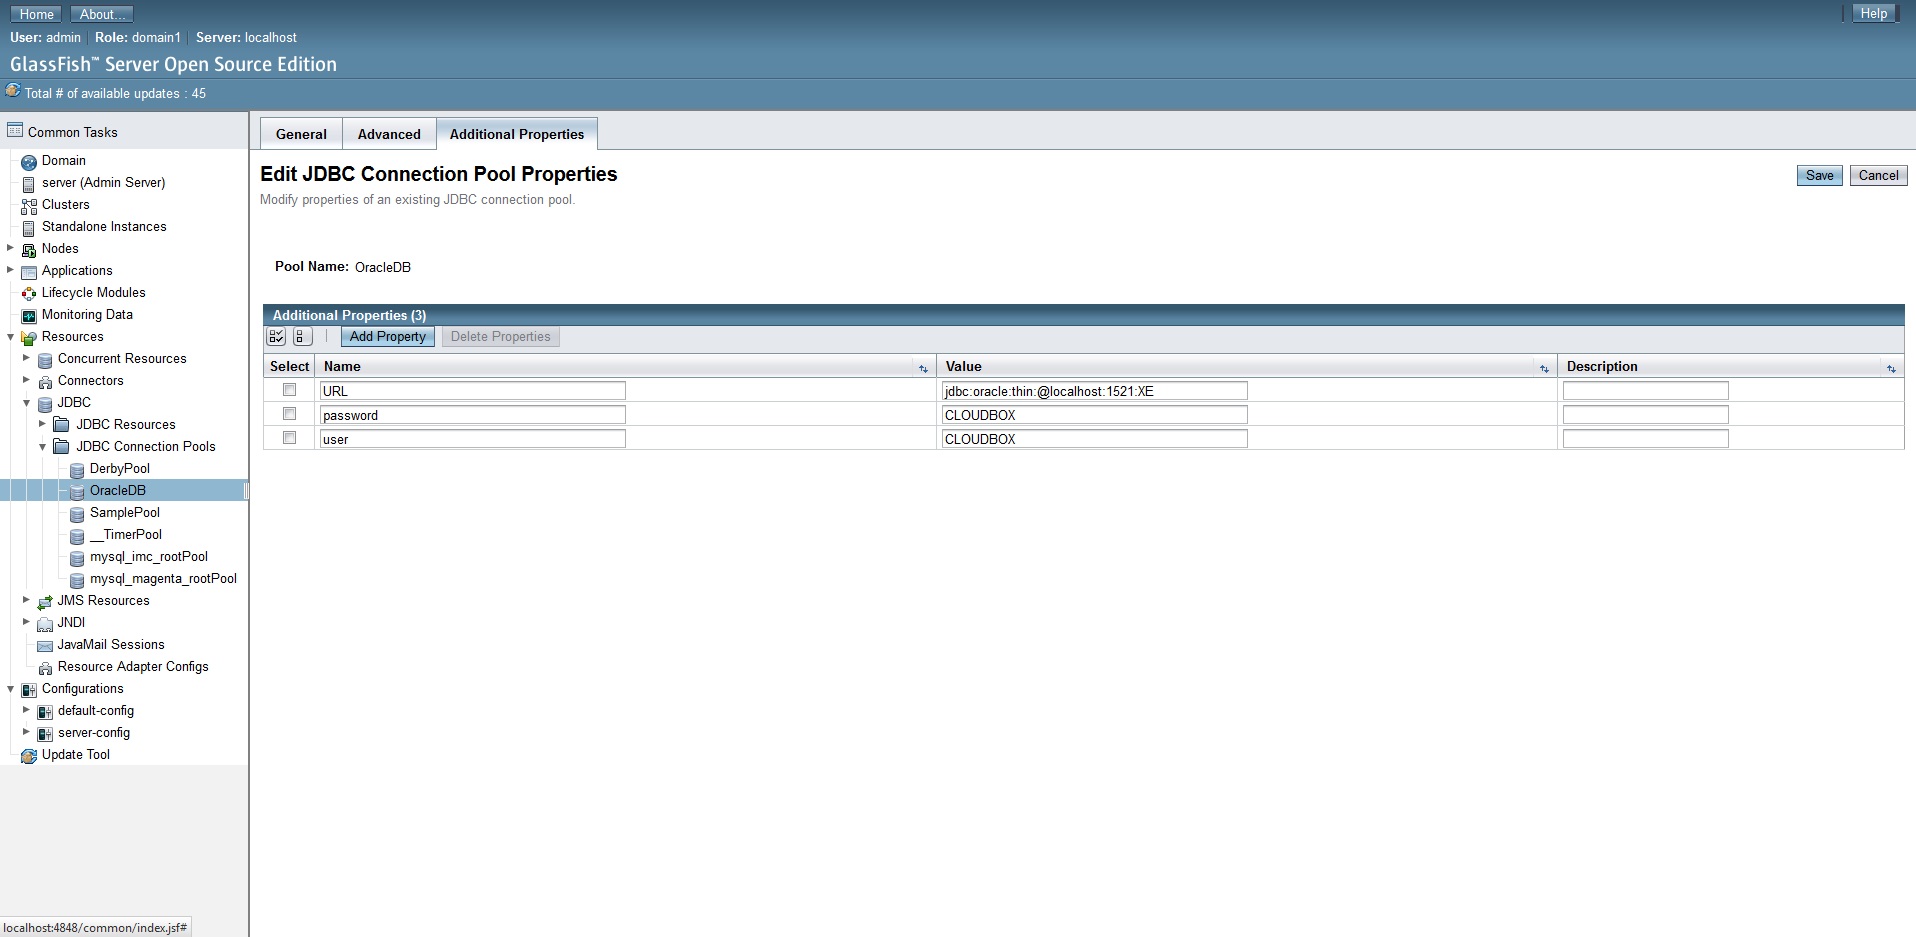 Home About... Help
User: admin Role: domain1 Server: localhost
GlassFish™ Server Open Source Edition
Total # of available updates : 45
Common Tasks
Domain
server (Admin Server)
Clusters
Standalone Instances
Nodes
Applications
Lifecycle Modules
Monitoring Data
Resources
Concurrent Resources
Connectors
JDBC
JDBC Resources
JDBC Connection Pools
DerbyPool
OracleDB
SamplePool
__TimerPool
mysql_imc_rootPool
mysql_magenta_rootPool
JMS Resources
JNDI
JavaMail Sessions
Resource Adapter Configs
Configurations
default-config
server-config
Update Tool
localhost:4848/common/index.jsf#
General Advanced Additional Properties
Edit JDBC Connection Pool Properties Save Cancel
Modify properties of an existing JDBC connection pool.
Pool Name: OracleDB
Additional Properties (3)
Add Property Delete Properties
Select Name Value Description
URL jdbc:oracle:thin:@localhost:1521:XE
password CLOUDBOX
user CLOUDBOX